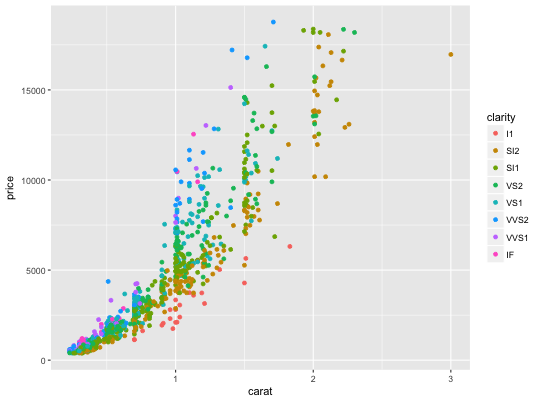 price
15000
10000
5000
0
1
2
3
carat
clarity
I1
SI2
SI1
VS2
VS1
VVS2
VVS1
IF